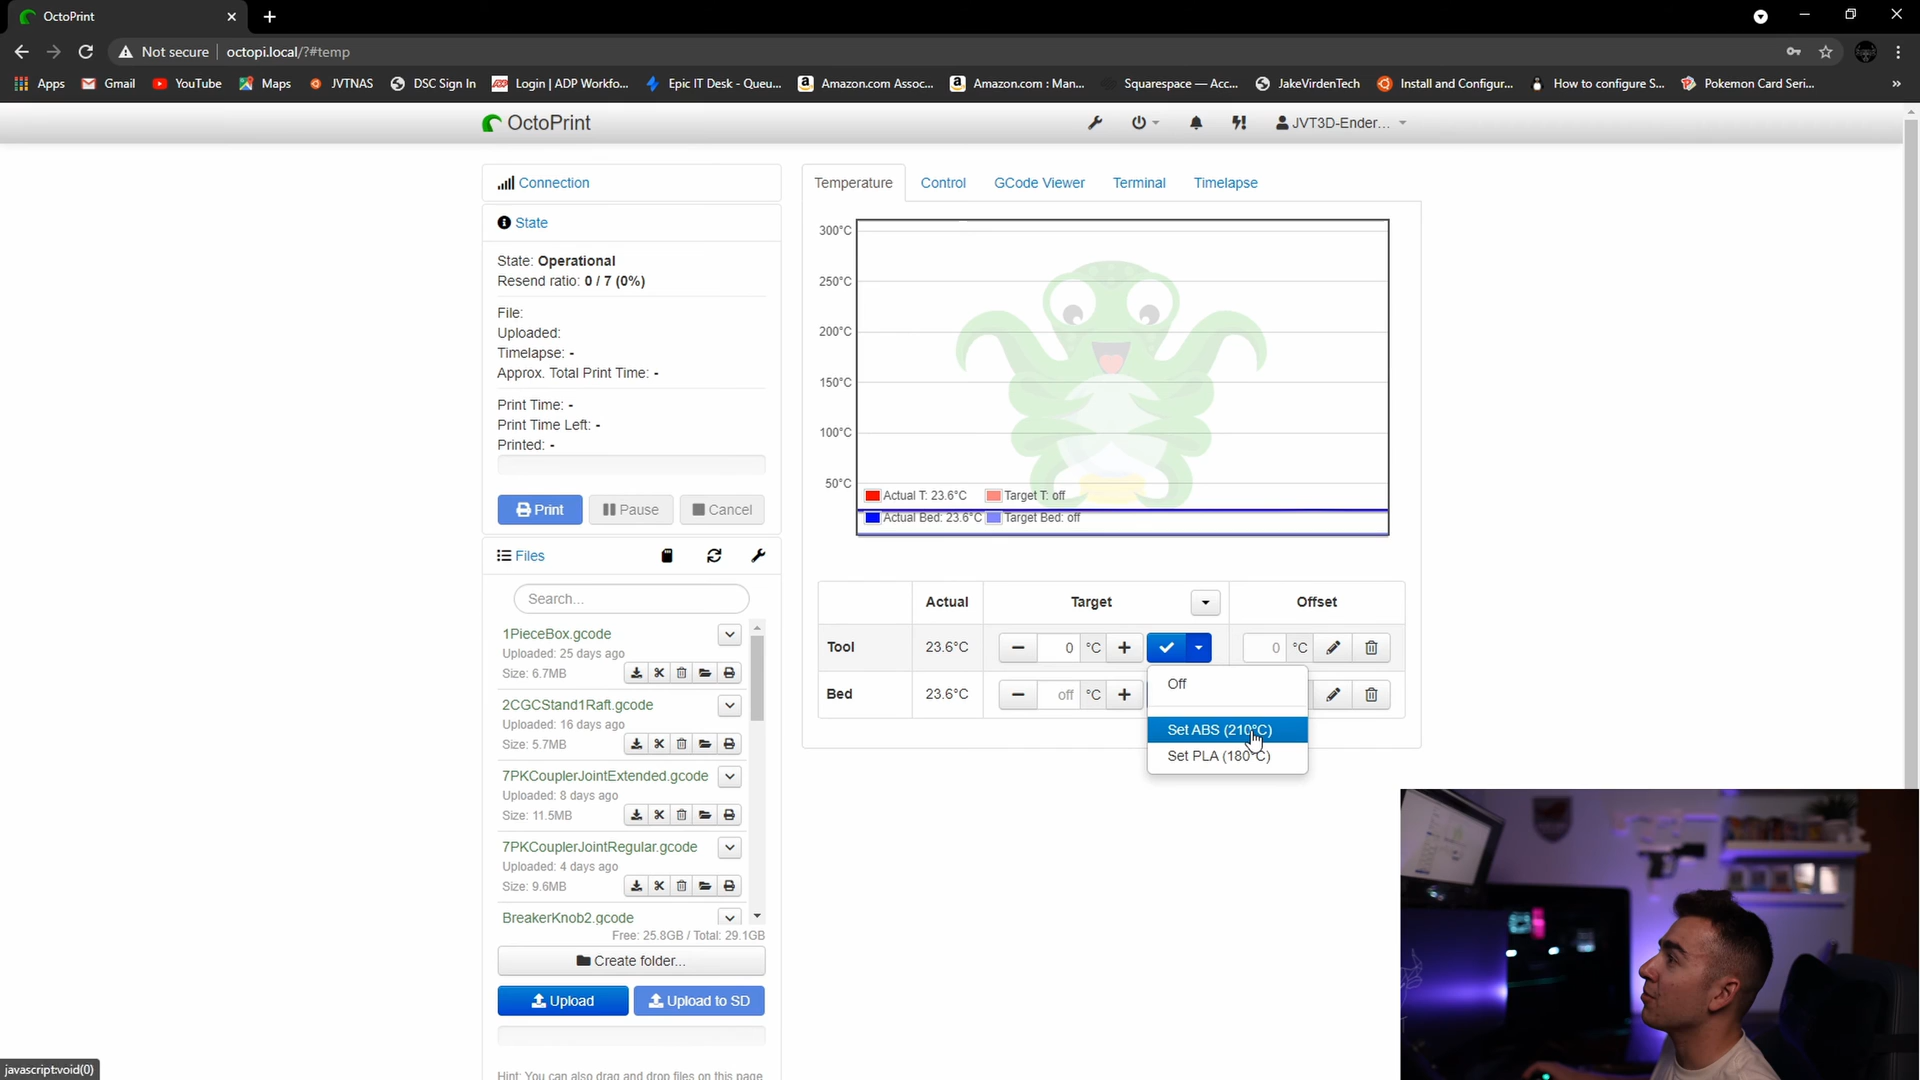 OctoPrint
Not secure octopi.local/?#temp
Apps Gmail YouTube Maps JVTNAS DSC Sign In Login | ADP Workfo... Epic IT Desk - Queu... Amazon.com Assoc... Amazon.com : Man... Squarespace — Acc... JakeVirdenTech Install and Configur... How to configure S... Pokemon Card Seri... »
OctoPrint
JVT3D-Ender...
Connection
State
State: Operational
Resend ratio: 0 / 7 (0%)
File:
Uploaded:
Timelapse: -
Approx. Total Print Time: -
Print Time: -
Print Time Left: -
Printed: -
Print Pause Cancel
Files
Search...
1PieceBox.gcode
Uploaded: 25 days ago
Size: 6.7MB
2CGCStand1Raft.gcode
Uploaded: 16 days ago
Size: 5.7MB
7PKCouplerJointExtended.gcode
Uploaded: 8 days ago
Size: 11.5MB
7PKCouplerJointRegular.gcode
Uploaded: 4 days ago
Size: 9.6MB
BreakerKnob2.gcode
Free: 25.8GB / Total: 29.1GB
Create folder...
Upload Upload to SD
Hint: You can also drag and drop files on this page
Temperature Control GCode Viewer Terminal Timelapse
300°C
250°C
200°C
150°C
100°C
50°C
Actual T: 23.6°C Target T: off
Actual Bed: 23.6°C Target Bed: off
Actual Target Offset
Tool 23.6°C 0 °C 0 °C
Bed 23.6°C off °C
Off
Set ABS (210°C)
Set PLA (180°C)
javascript:void(0)